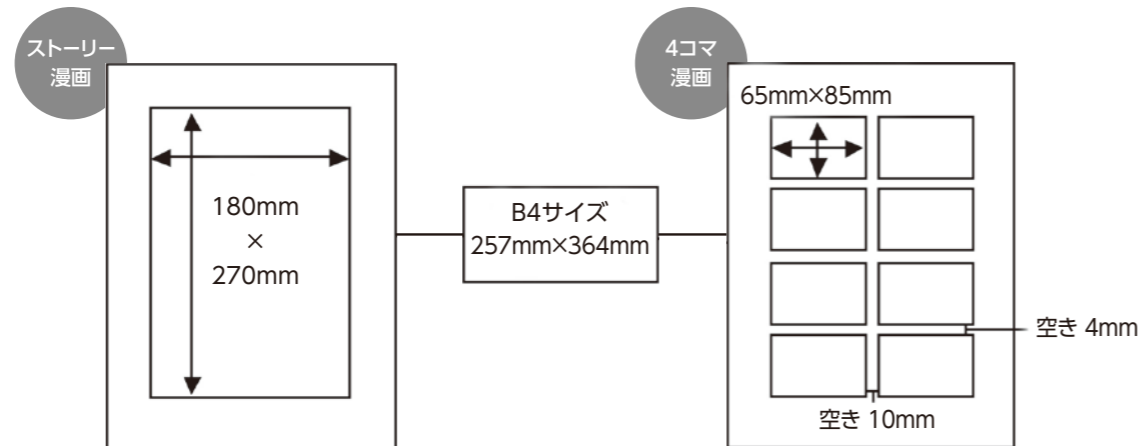 ストーリー
漫画
180mm
×
270mm
B4サイズ
257mm×364mm
4コマ
漫画
65mm×85mm
空き 4mm
空き 10mm